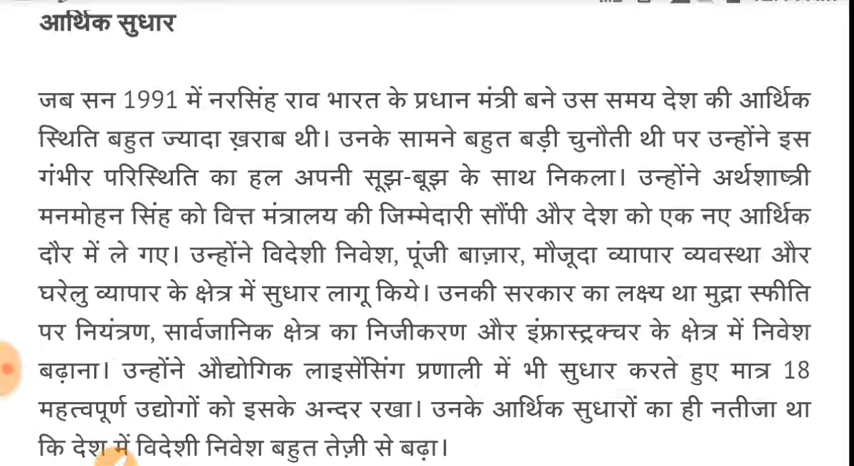 आर्थिक सुधार
जब सन 1991 में नरसिंह राव भारत के प्रधान मंत्री बने उस समय देश की आर्थिक
स्थिति बहुत ज्यादा ख़राब थी। उनके सामने बहुत बड़ी चुनौती थी पर उन्होंने इस
गंभीर परिस्थिति का हल अपनी सूझ-बूझ के साथ निकला। उन्होंने अर्थशाष्त्री
मनमोहन सिंह को वित्त मंत्रालय की जिम्मेदारी सौंपी और देश को एक नए आर्थिक
दौर में ले गए। उन्होंने विदेशी निवेश, पूंजी बाज़ार, मौजूदा व्यापार व्यवस्था और
घरेलु व्यापार के क्षेत्र में सुधार लागू किये। उनकी सरकार का लक्ष्य था मुद्रा स्फीति
पर नियंत्रण, सार्वजानिक क्षेत्र का निजीकरण और इंफ्रास्ट्रक्चर के क्षेत्र में निवेश
बढ़ाना। उन्होंने औद्योगिक लाइसेंसिंग प्रणाली में भी सुधार करते हुए मात्र 18
महत्वपूर्ण उद्योगों को इसके अन्दर रखा। उनके आर्थिक सुधारों का ही नतीजा था
कि देश में विदेशी निवेश बहुत तेज़ी से बढ़ा।